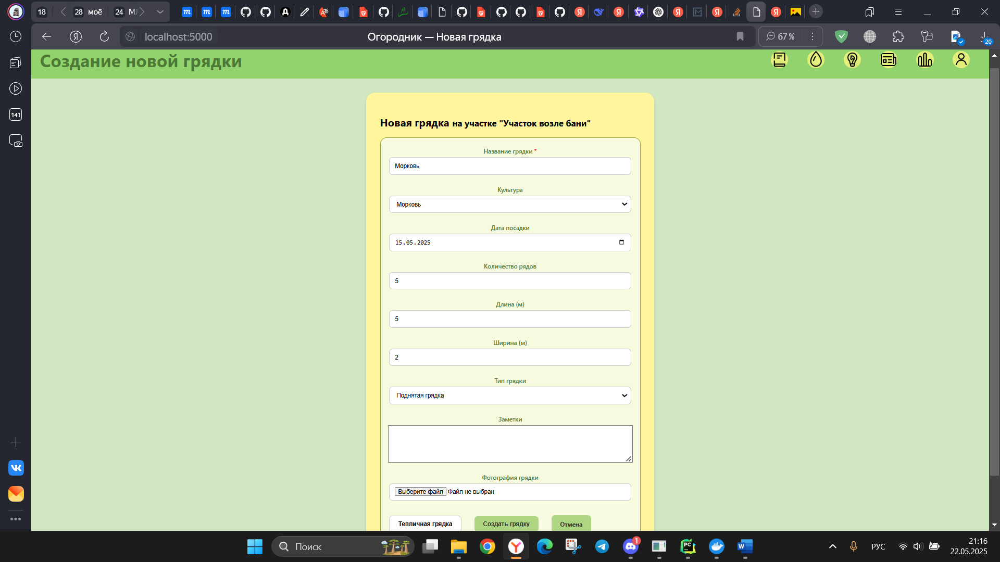 18
28 моё
24 МЛ
localhost:5000
Огородник — Новая грядка
67 %
20
141
Создание новой грядки
Новая грядка на участке "Участок возле бани"
Название грядки *
Морковь
Культура
Морковь
Дата посадки
15.05.2025
Количество рядов
5
Длина (м)
5
Ширина (м)
2
Тип грядки
Поднятая грядка
Заметки
Фотография грядки
Выберите файл Файл не выбран
Тепличная грядка
Создать грядку
Отмена
Поиск
1
РУС
21:16
22.05.2025